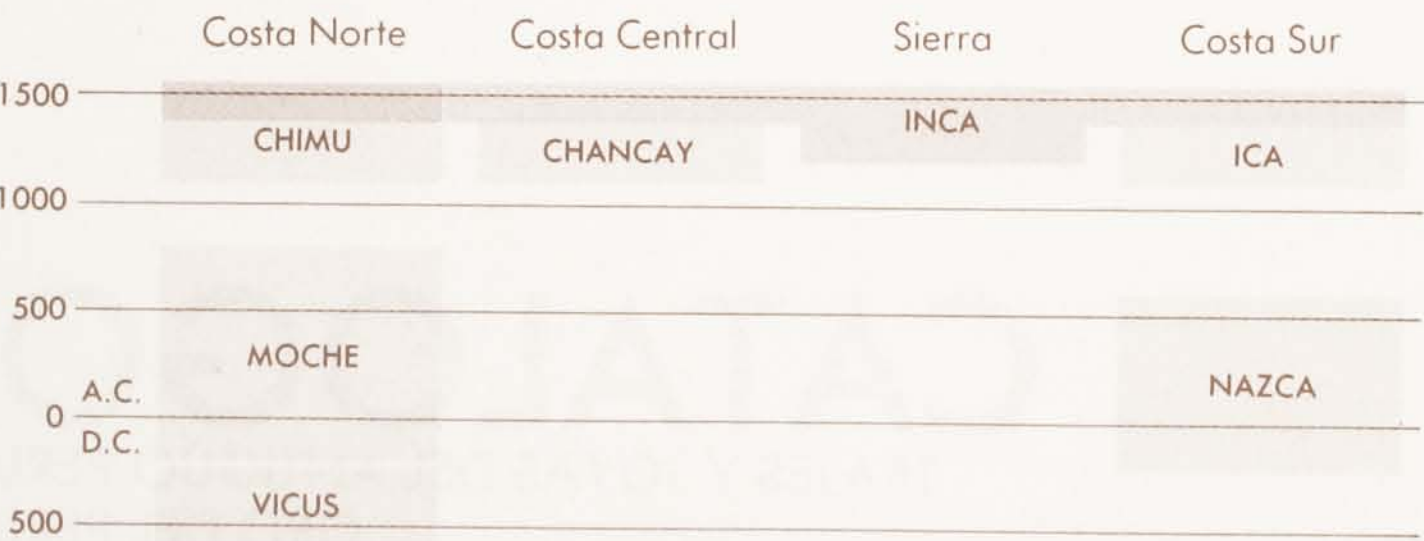 Costa Norte Costa Central Sierra Costa Sur
1500
INCA
CHIMU CHANCAY ICA
1000
500
MOCHE
A.C. NAZCA
0
D.C.
VICUS
500